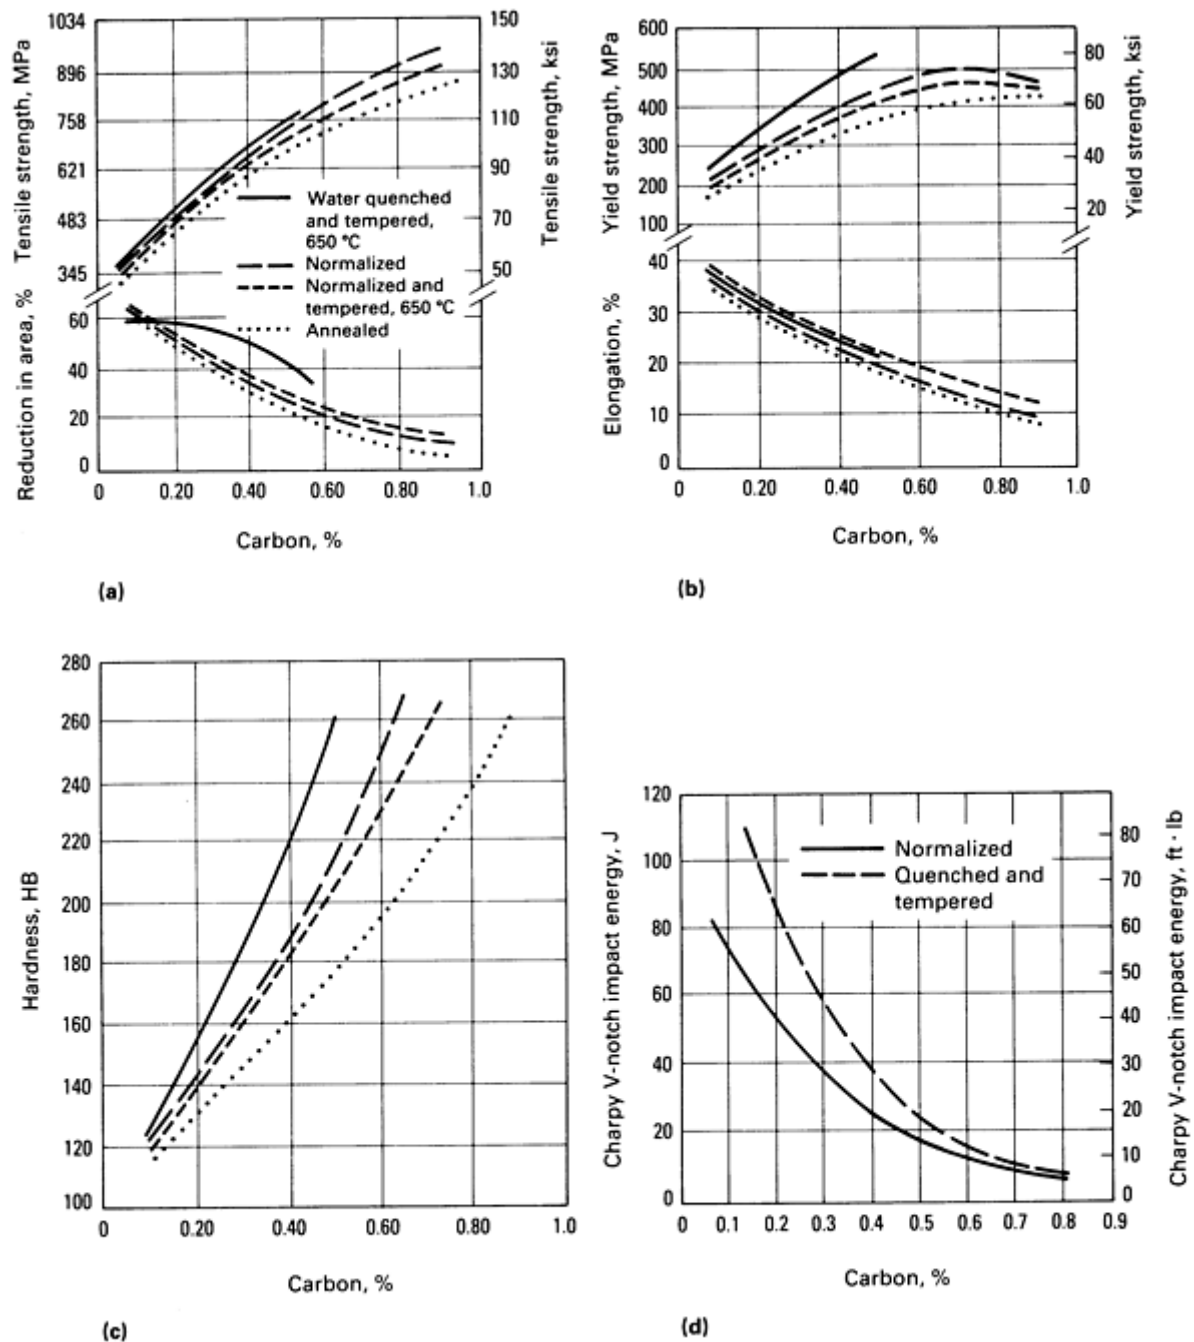 Tensile strength, MPa
1034
896
758
621
483
345
Reduction in area, %
60
40
20
0
Tensile strength, ksi
150
130
110
90
70
50
Water quenched
and tempered,
650 °C
Normalized
Normalized and
tempered, 650 °C
Annealed
0 0.20 0.40 0.60 0.80 1.0
Carbon, %
(a)
Yield strength, MPa
600
500
400
300
200
100
Elongation, %
40
30
20
10
0
Yield strength, ksi
80
60
40
20
0 0.20 0.40 0.60 0.80 1.0
Carbon, %
(b)
Hardness, HB
280
260
240
220
200
180
160
140
120
100
0 0.20 0.40 0.60 0.80 1.0
Carbon, %
(c)
Charpy V-notch impact energy, J
120
100
80
60
40
20
0
Normalized
Quenched and
tempered
Charpy V-notch impact energy, ft · lb
80
70
60
50
40
30
20
10
0
0 0.1 0.2 0.3 0.4 0.5 0.6 0.7 0.8 0.9
Carbon, %
(d)